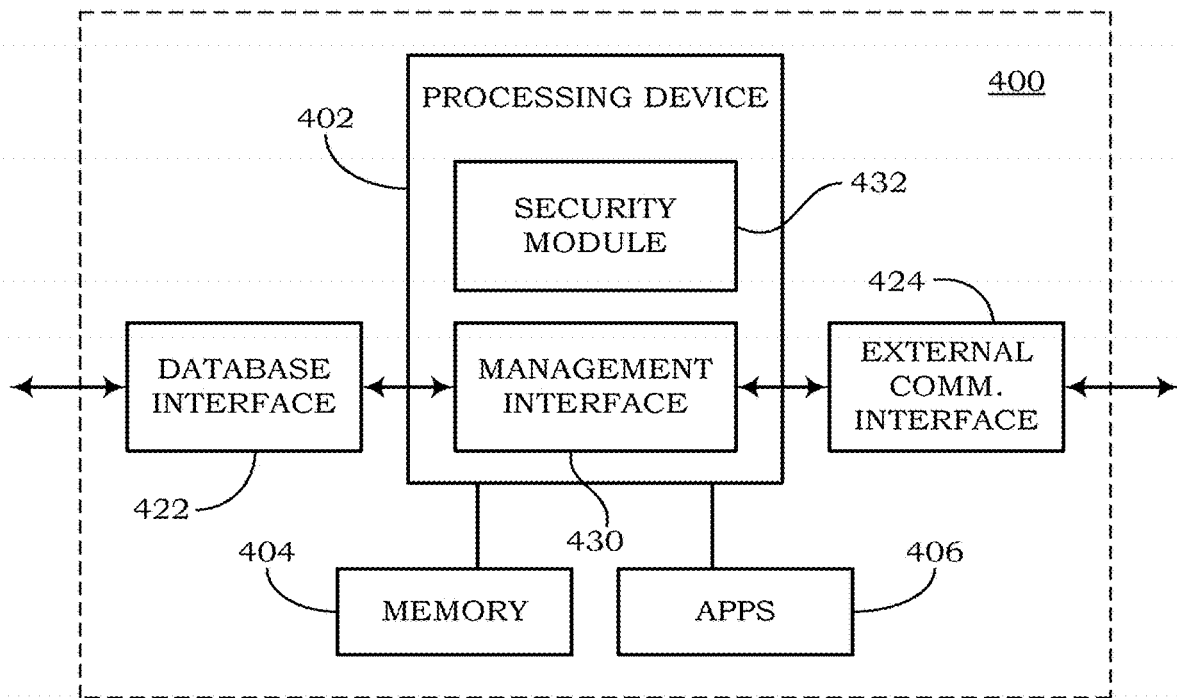 PROCESSING DEVICE
400
402
SECURITY
MODULE
432
424
DATABASE
INTERFACE
MANAGEMENT
INTERFACE
EXTERNAL
COMM.
INTERFACE
422
430
404
406
MEMORY
APPS